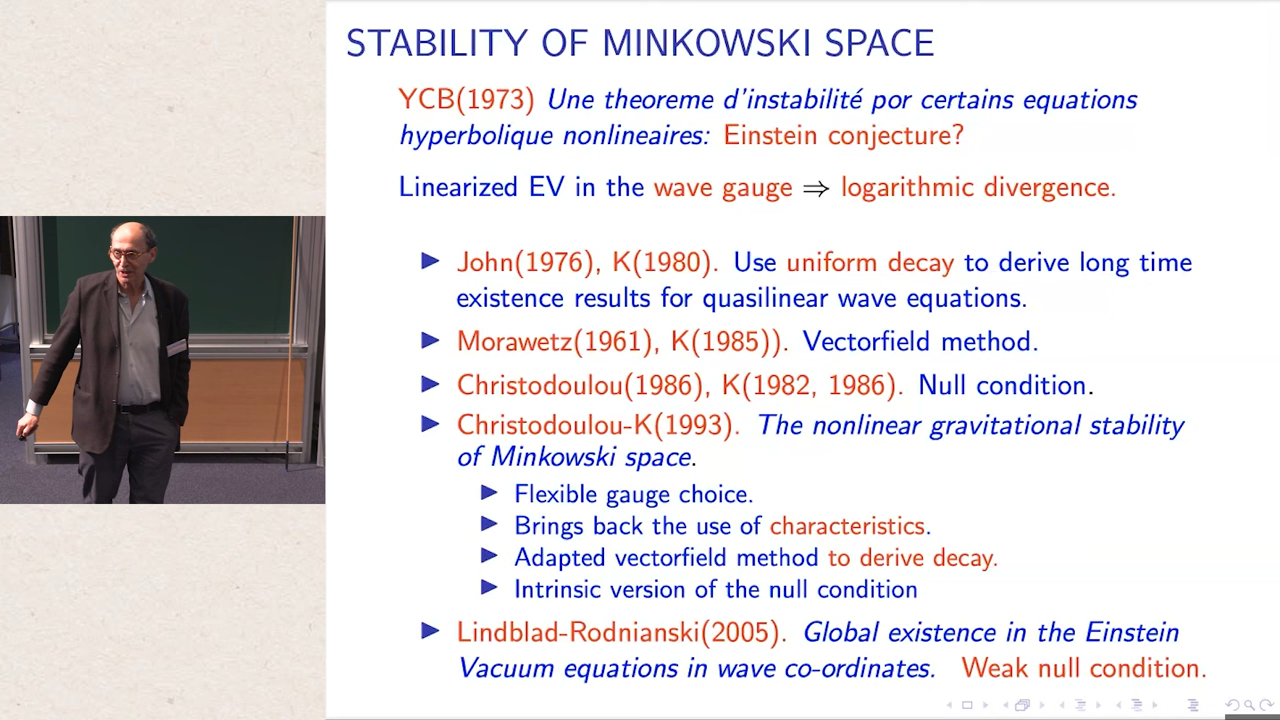 STABILITY OF MINKOWSKI SPACE
YCB(1973) Une theoreme d'instabilité por certains equations
hyperbolique nonlineaires: Einstein conjecture?
Linearized EV in the wave gauge ⇒ logarithmic divergence.
▶ John(1976), K(1980). Use uniform decay to derive long time
existence results for quasilinear wave equations.
▶ Morawetz(1961), K(1985)). Vectorfield method.
▶ Christodoulou(1986), K(1982, 1986). Null condition.
▶ Christodoulou-K(1993). The nonlinear gravitational stability
of Minkowski space.
▶ Flexible gauge choice.
▶ Brings back the use of characteristics.
▶ Adapted vectorfield method to derive decay.
▶ Intrinsic version of the null condition
▶ Lindblad-Rodnianski(2005). Global existence in the Einstein
Vacuum equations in wave co-ordinates. Weak null condition.